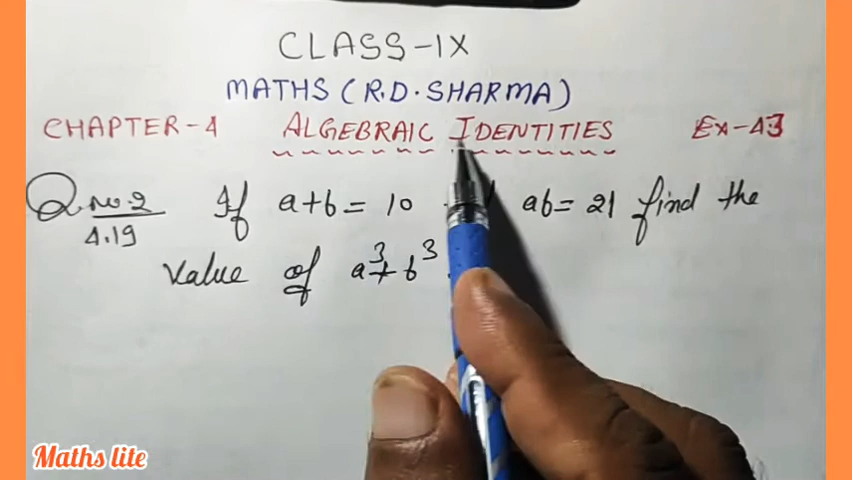 CLASS-IX
MATHS (R.D. SHARMA)
CHAPTER-4 ALGEBRAIC IDENTITIES Ex-4.3
Q.no.2 If a+b=10 ab=21 find the
4.19
value of a³+b³
Maths lite